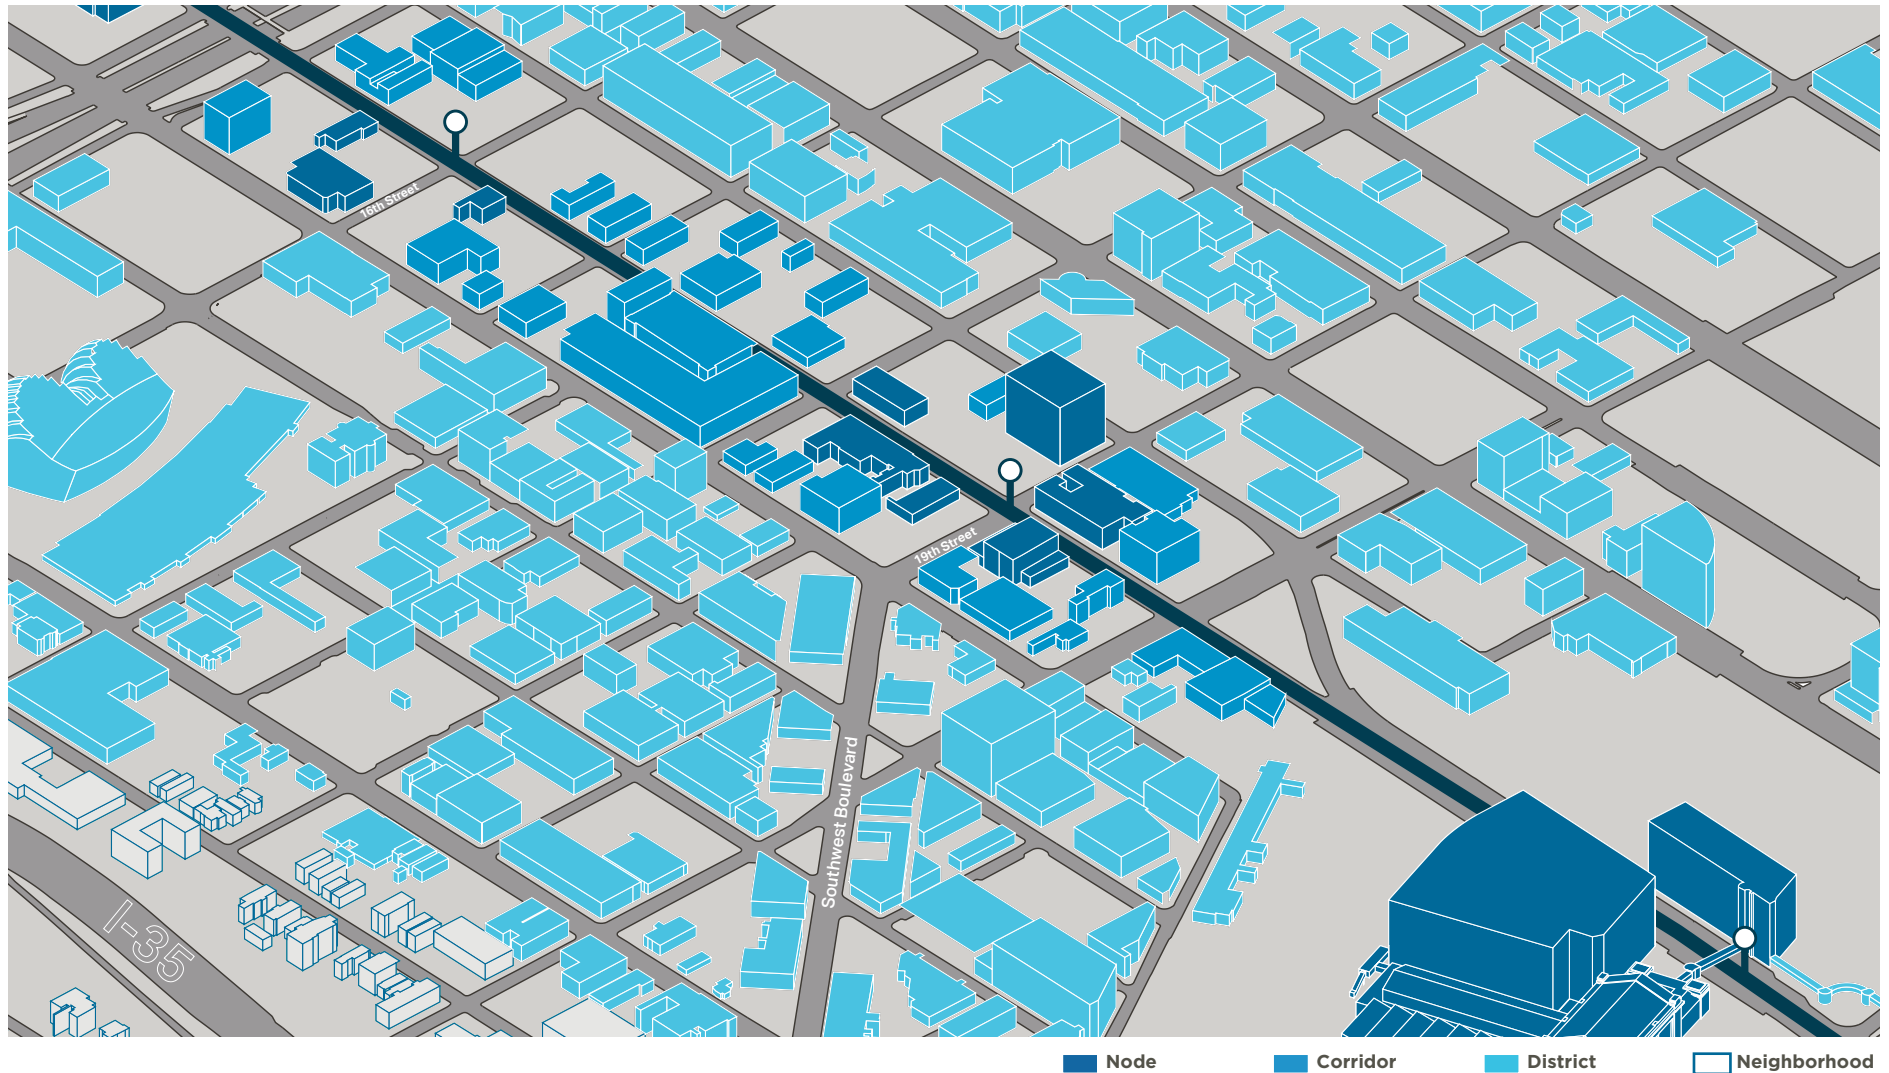 16th Street
19th Street
Southwest Boulevard
I-35
Node
Corridor
District
Neighborhood